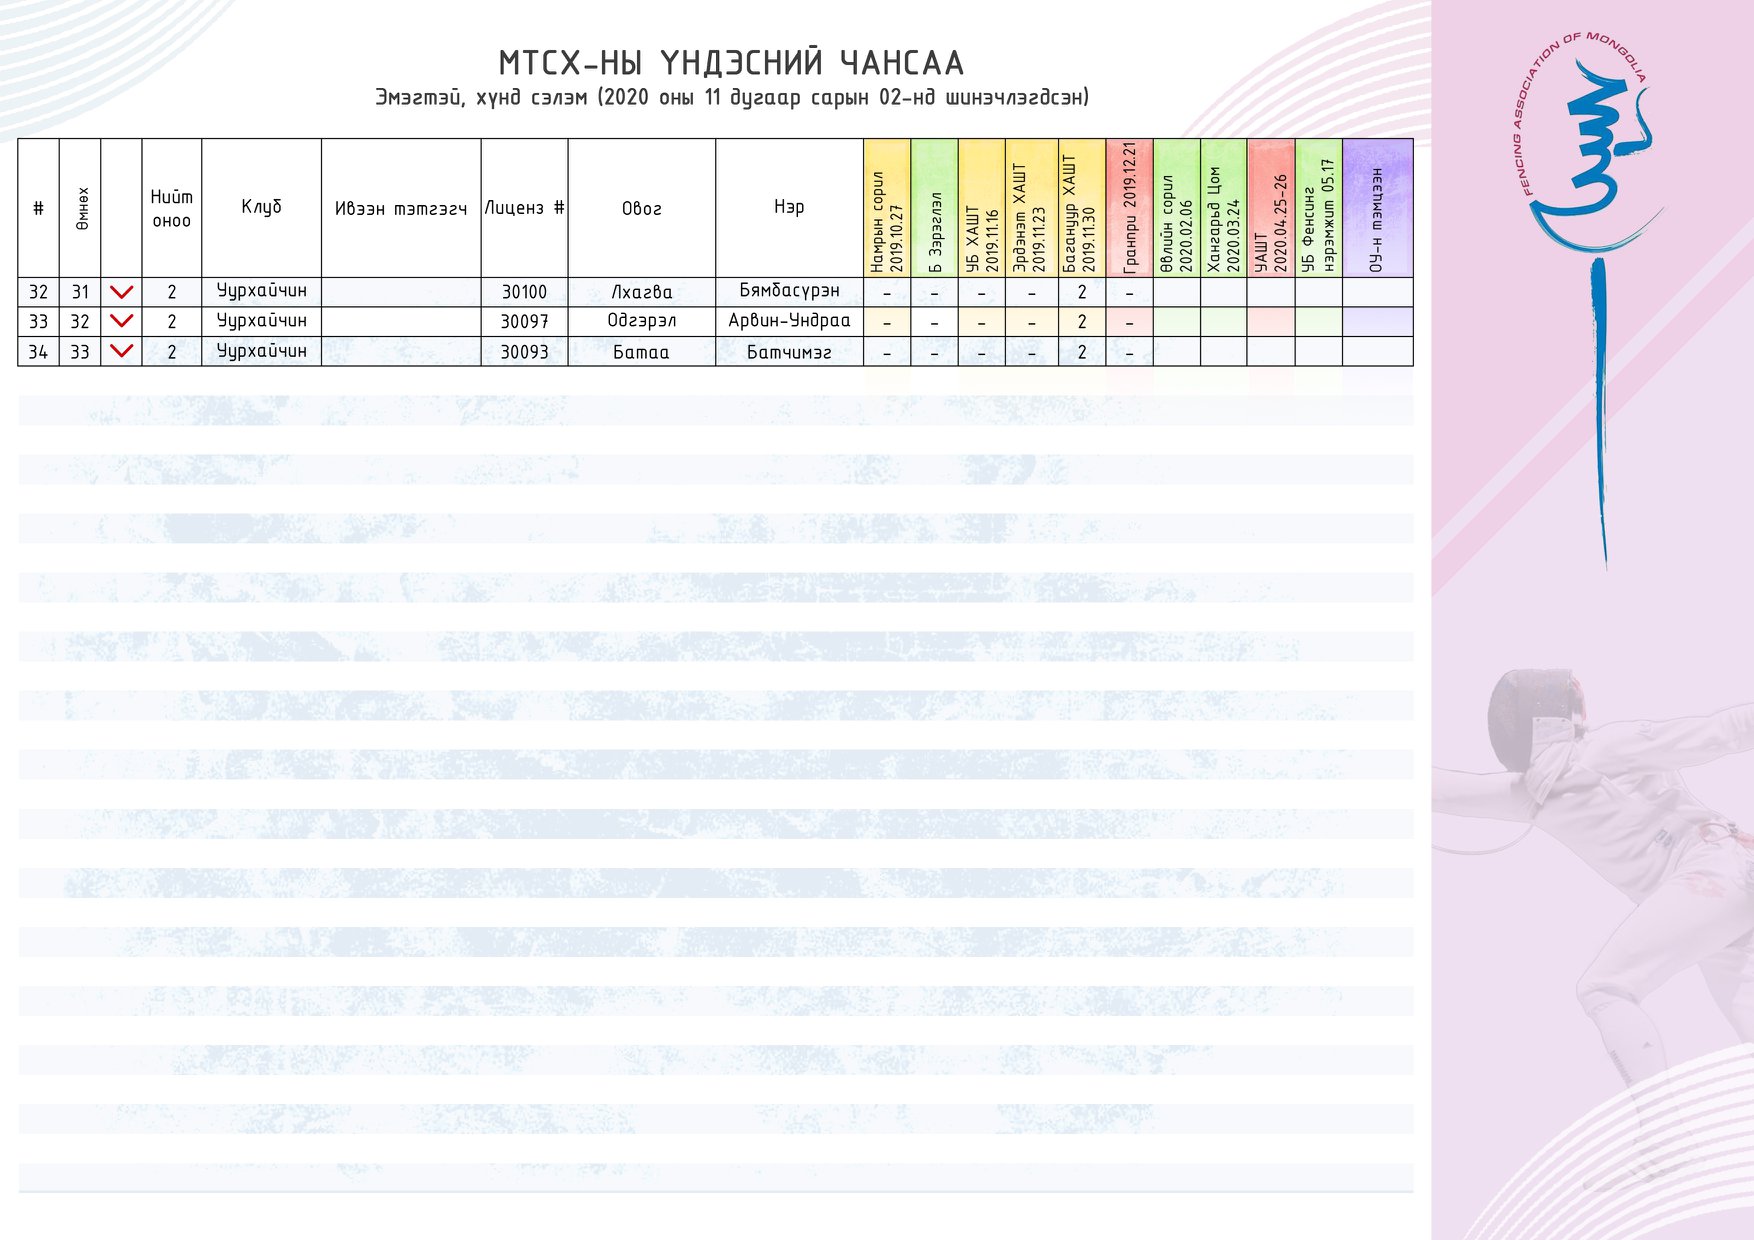 МТСХ-НЫ ҮНДЭСНИЙ ЧАНСАА
Эмэгтэй, хүнд сэлэм (2020 оны 11 дугаар сарын 02-нд шинэчлэгдсэн)
FENCING ASSOCIATION OF MONGOLIA
# Өмнөх Нийт оноо Клуб Ивээн тэтгэгч Лиценз # Овог Нэр Намрын сорил 2019.10.27 Б Зэрэглэл УБ ХАШТ 2019.11.16 Эрдэнэт ХАШТ 2019.11.23 Багануур ХАШТ 2019.11.30 Гранпри 2019.12.21 Өвлийн сорил 2020.02.06 Хангарьд Цом 2020.03.24 УАШТ 2020.04.25-26 УБ Фенсинг нэрэмжит 05.17 ОУ-н тэмцээн
32 31 2 Уурхайчин 30100 Лхагва Бямбасүрэн - - - - 2 -
33 32 2 Уурхайчин 30097 Одгэрэл Арвин-Ундраа - - - - 2 -
34 33 2 Уурхайчин 30093 Батаа Батчимэг - - - - 2 -